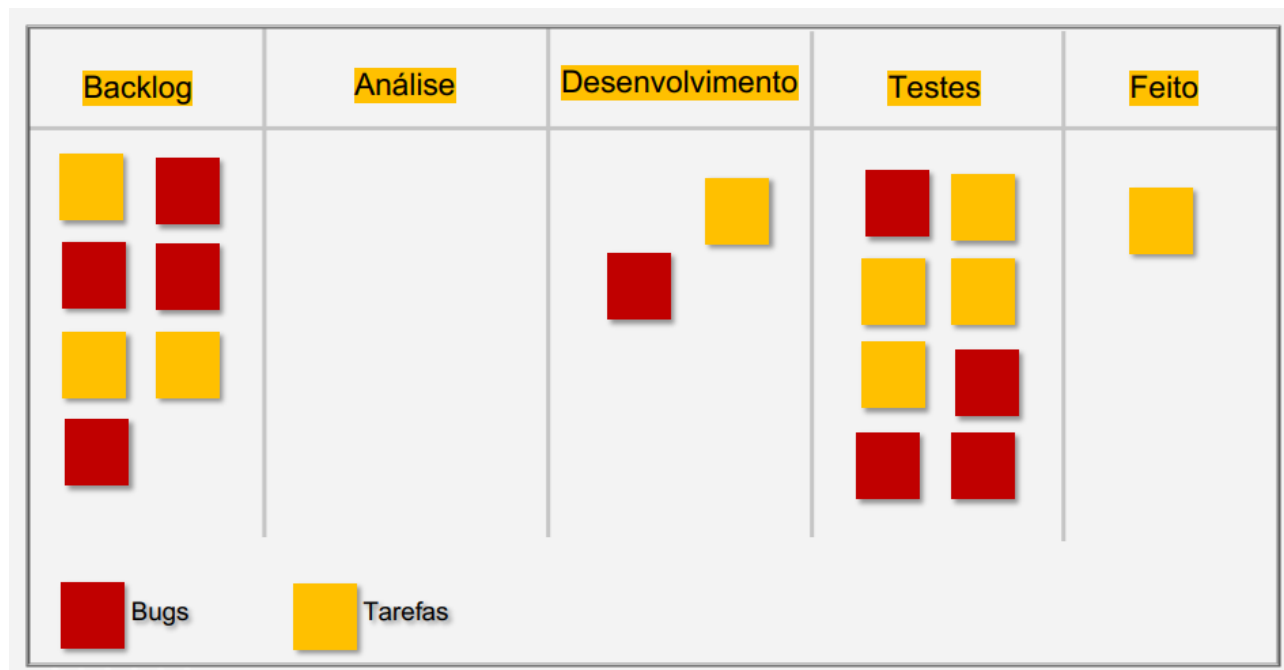 Backlog
Análise
Desenvolvimento
Testes
Feito
Bugs
Tarefas